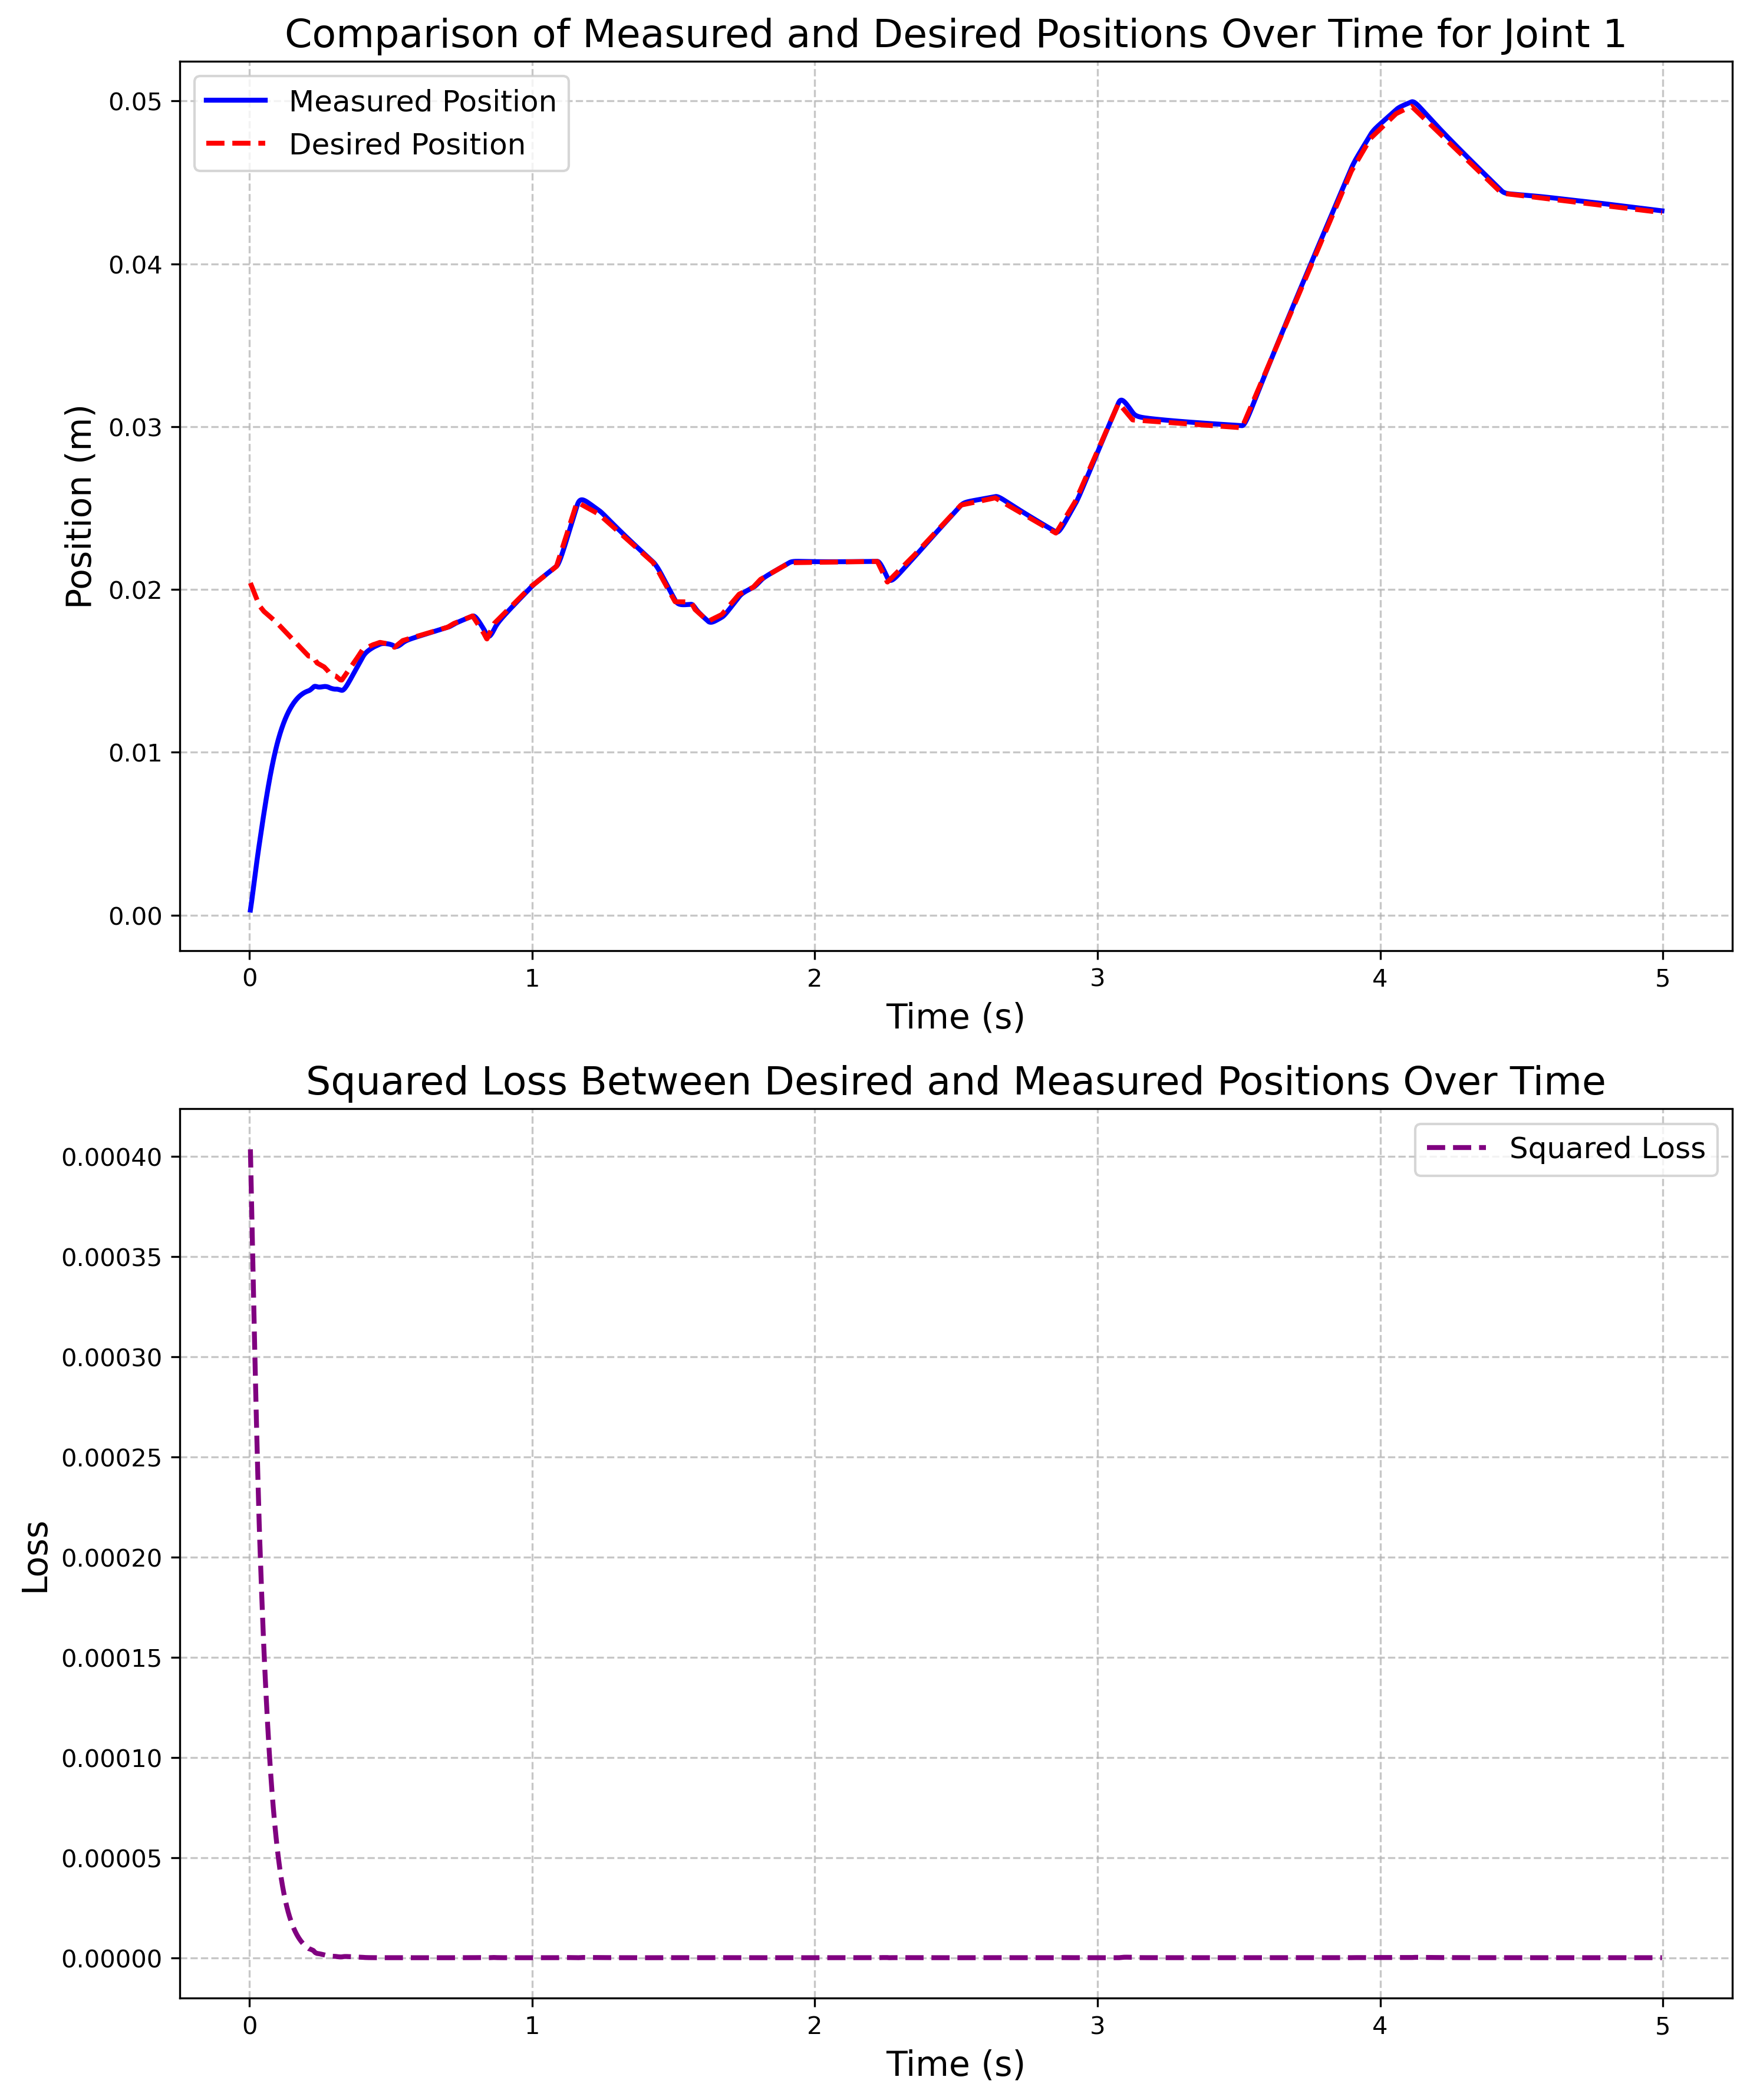 Comparison of Measured and Desired Positions Over Time for Joint 1
Measured Position
Desired Position
0.05
0.04
0.03
0.02
0.01
0.00
Position (m)
0 1 2 3 4 5
Time (s)
Squared Loss Between Desired and Measured Positions Over Time
Squared Loss
0.00040
0.00035
0.00030
0.00025
0.00020
0.00015
0.00010
0.00005
0.00000
Loss
0 1 2 3 4 5
Time (s)